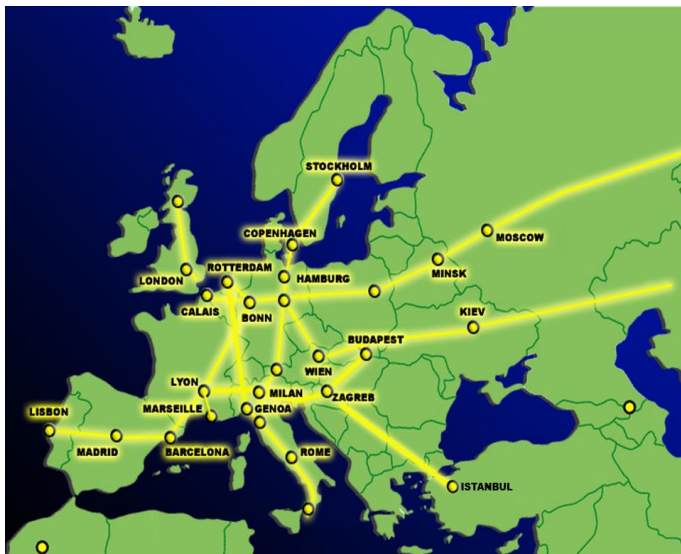 STOCKHOLM
COPENHAGEN
MOSCOW
ROTTERDAM
MINSK
LONDON
HAMBURG
CALAIS
BONN
KIEV
BUDAPEST
WIEN
LYON
MILAN
ZAGREB
MARSEILLE
GENOA
LISBON
MADRID
BARCELONA
ROME
ISTANBUL